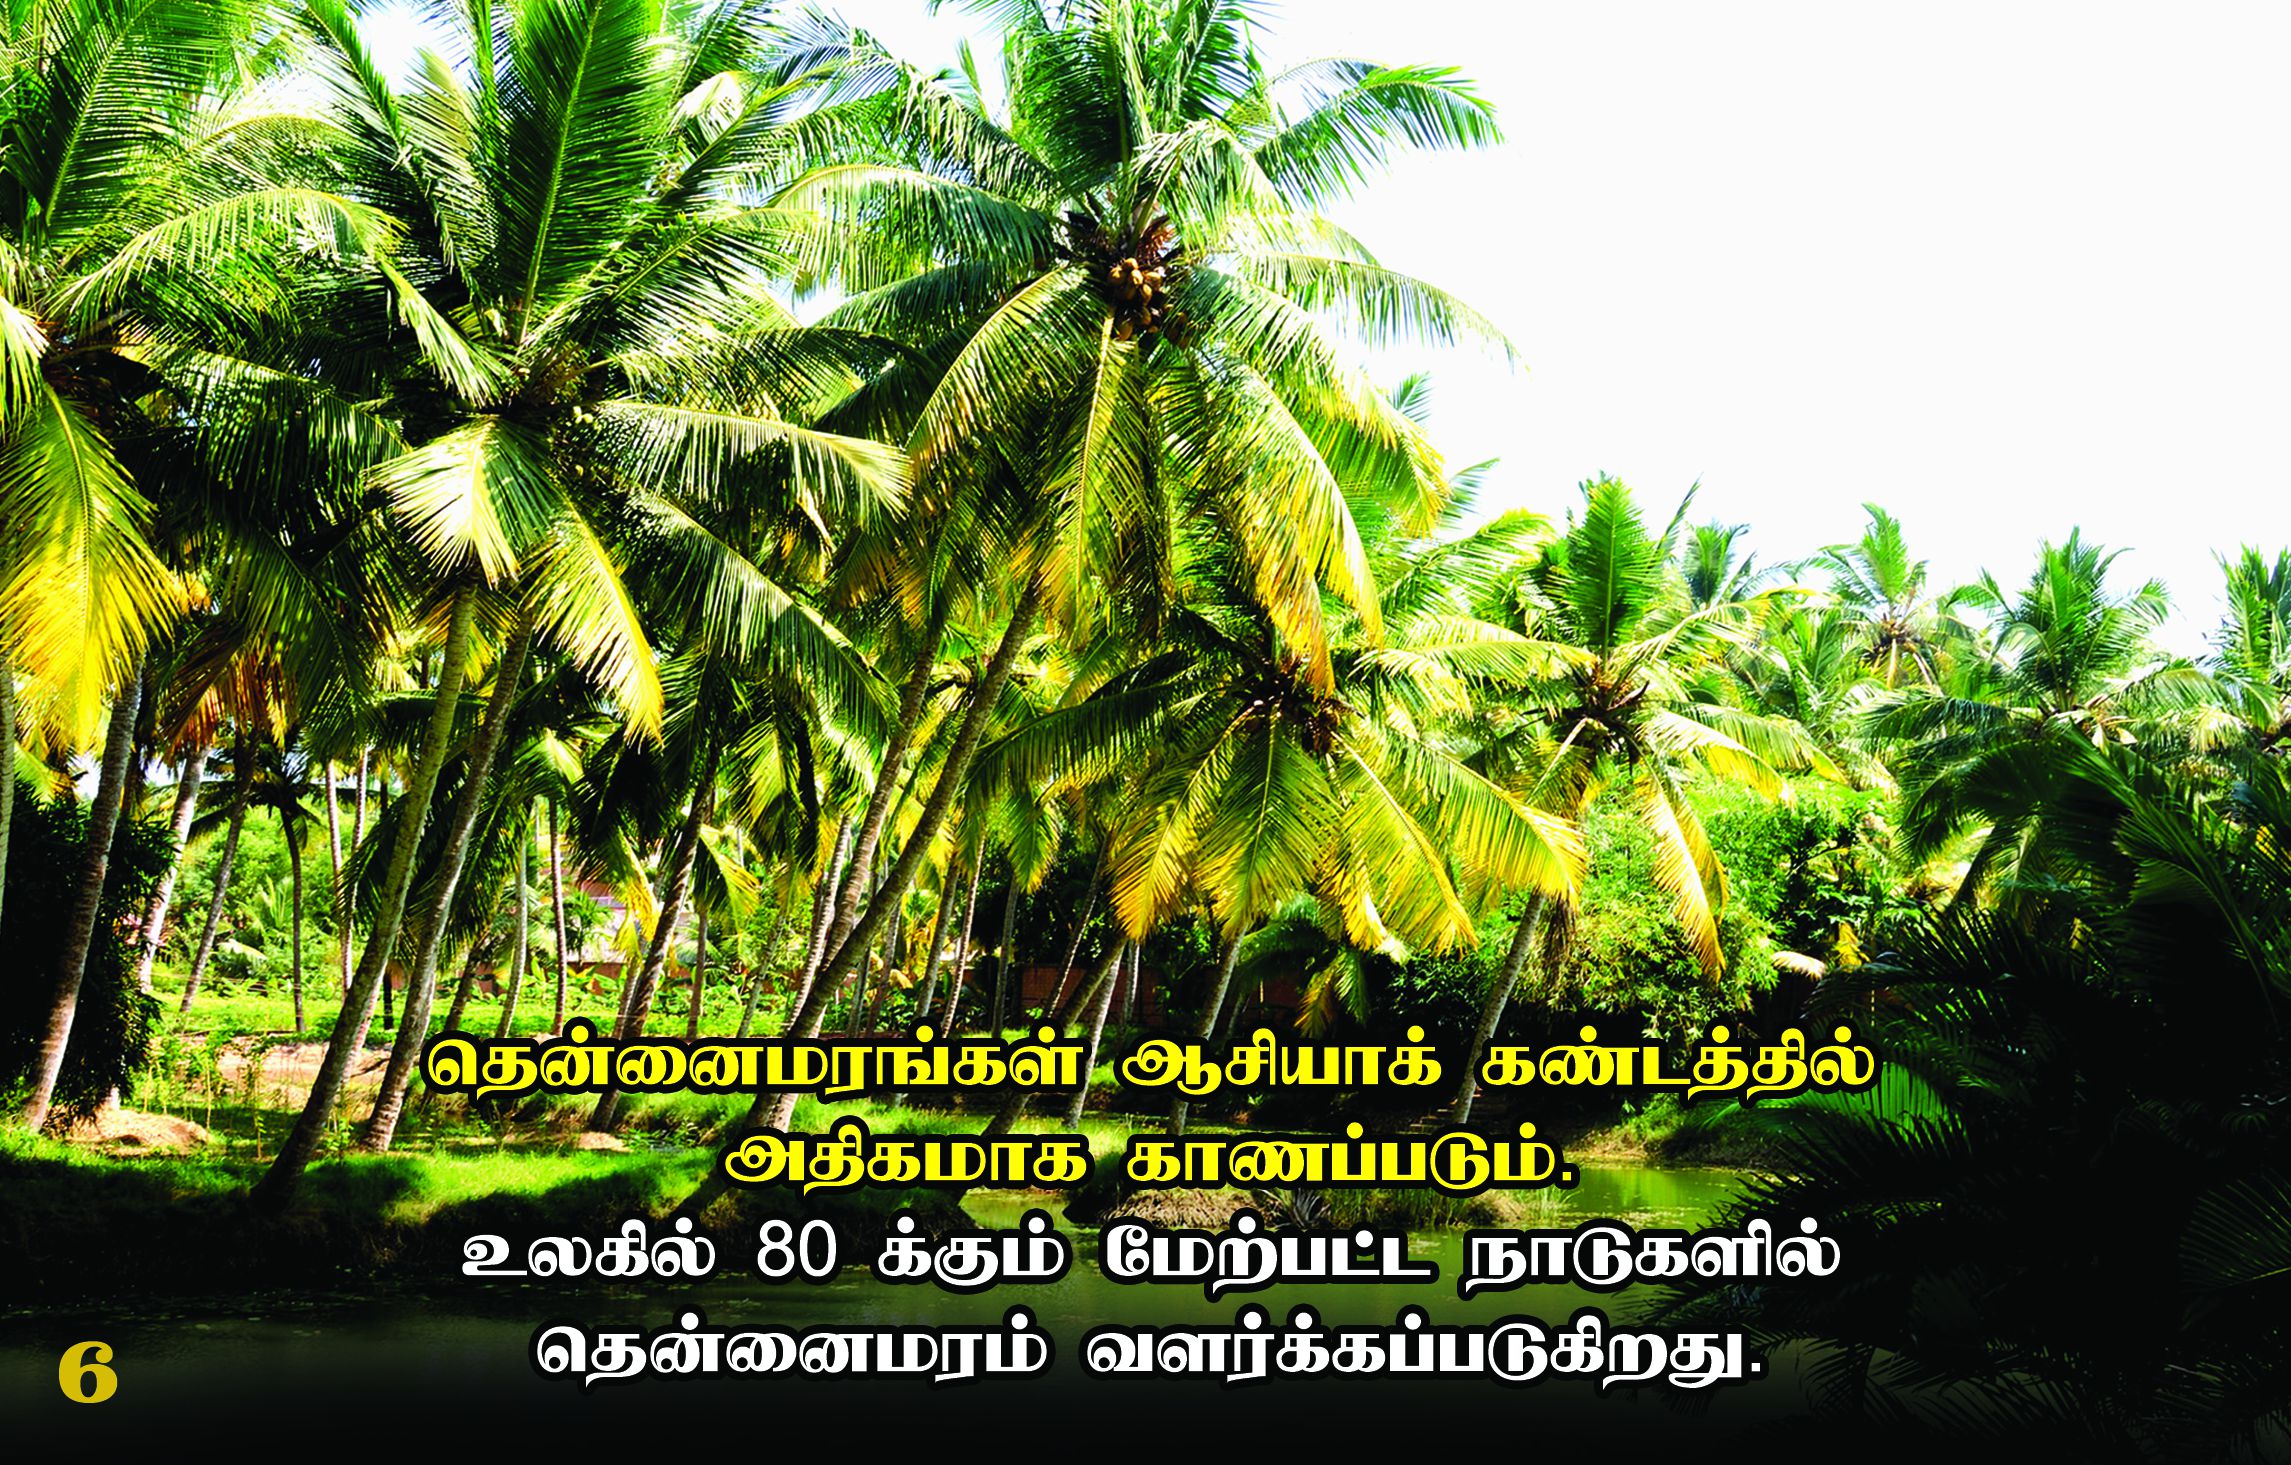 தென்னைமரங்கள் ஆசியாக் கண்டத்தில்
அதிகமாக காணப்படும்.
உலகில் 80 க்கும் மேற்பட்ட நாடுகளில்
தென்னைமரம் வளர்க்கப்படுகிறது.
6